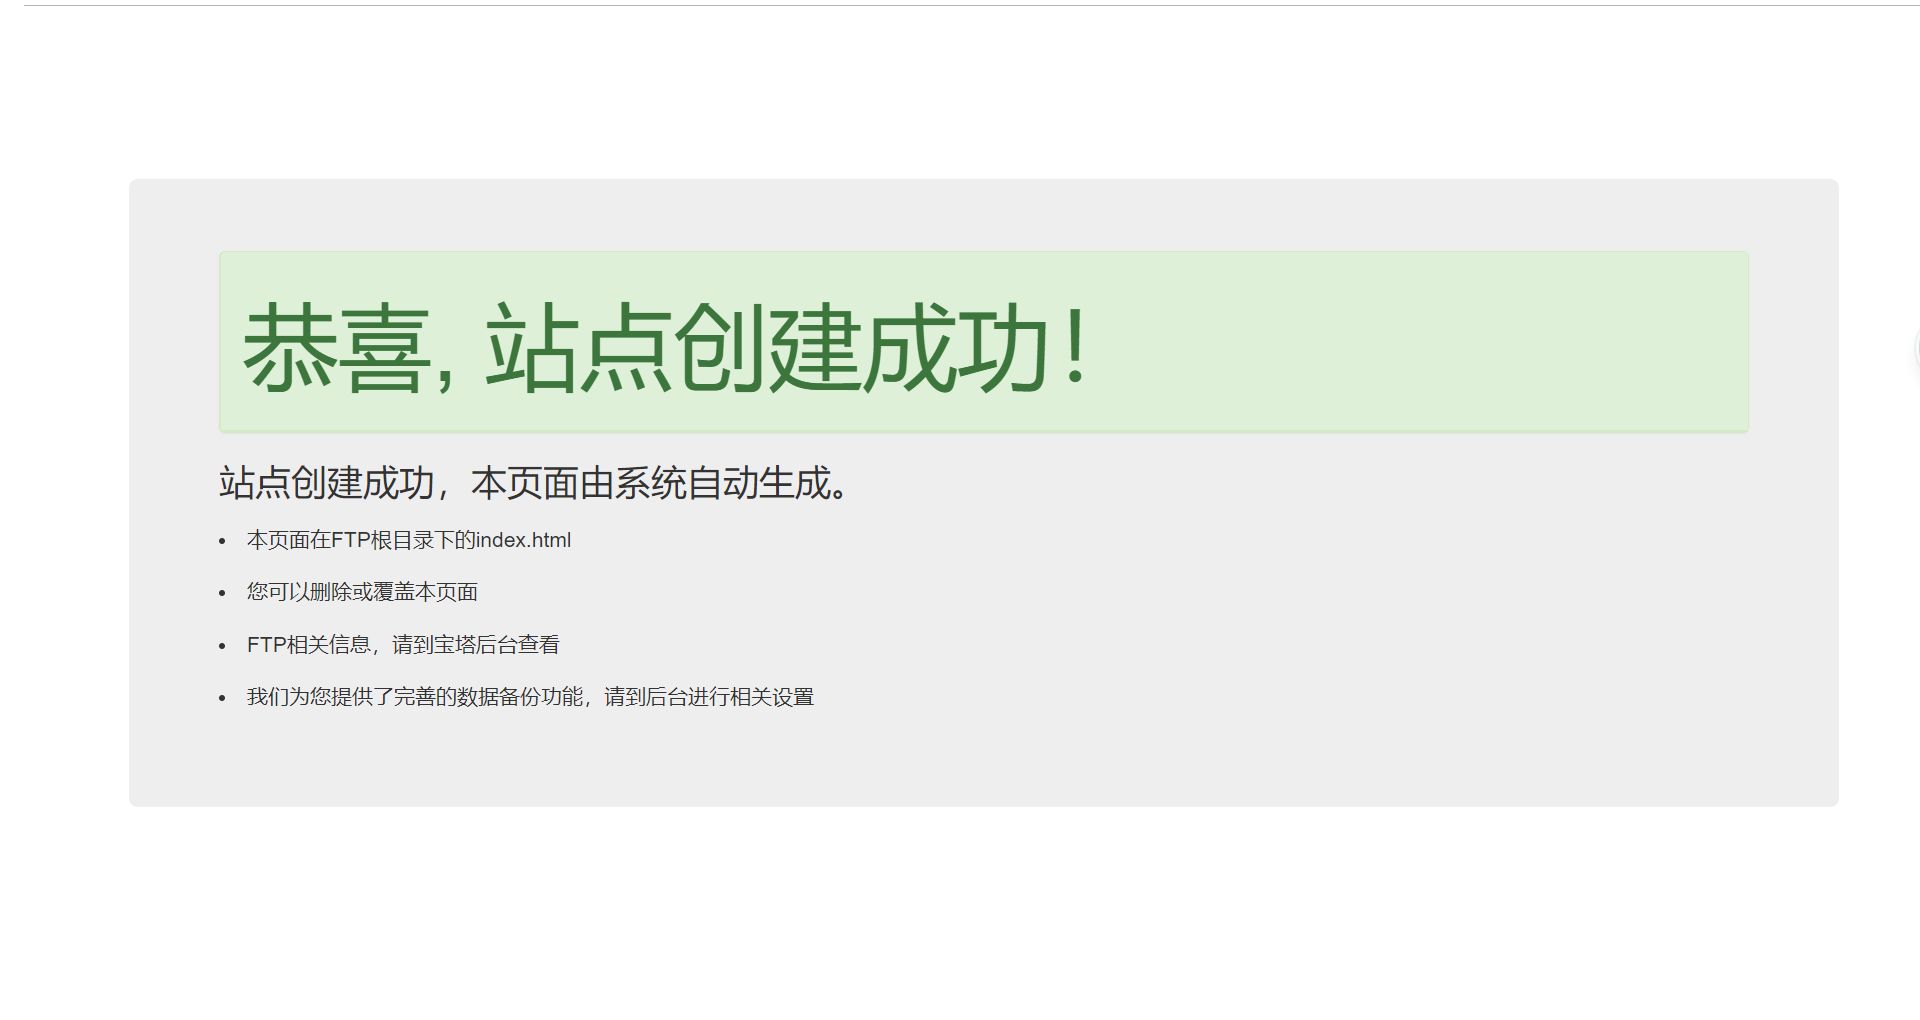 恭喜, 站点创建成功！
站点创建成功，本页面由系统自动生成。
本页面在FTP根目录下的index.html
您可以删除或覆盖本页面
FTP相关信息，请到宝塔后台查看
我们为您提供了完善的数据备份功能，请到后台进行相关设置